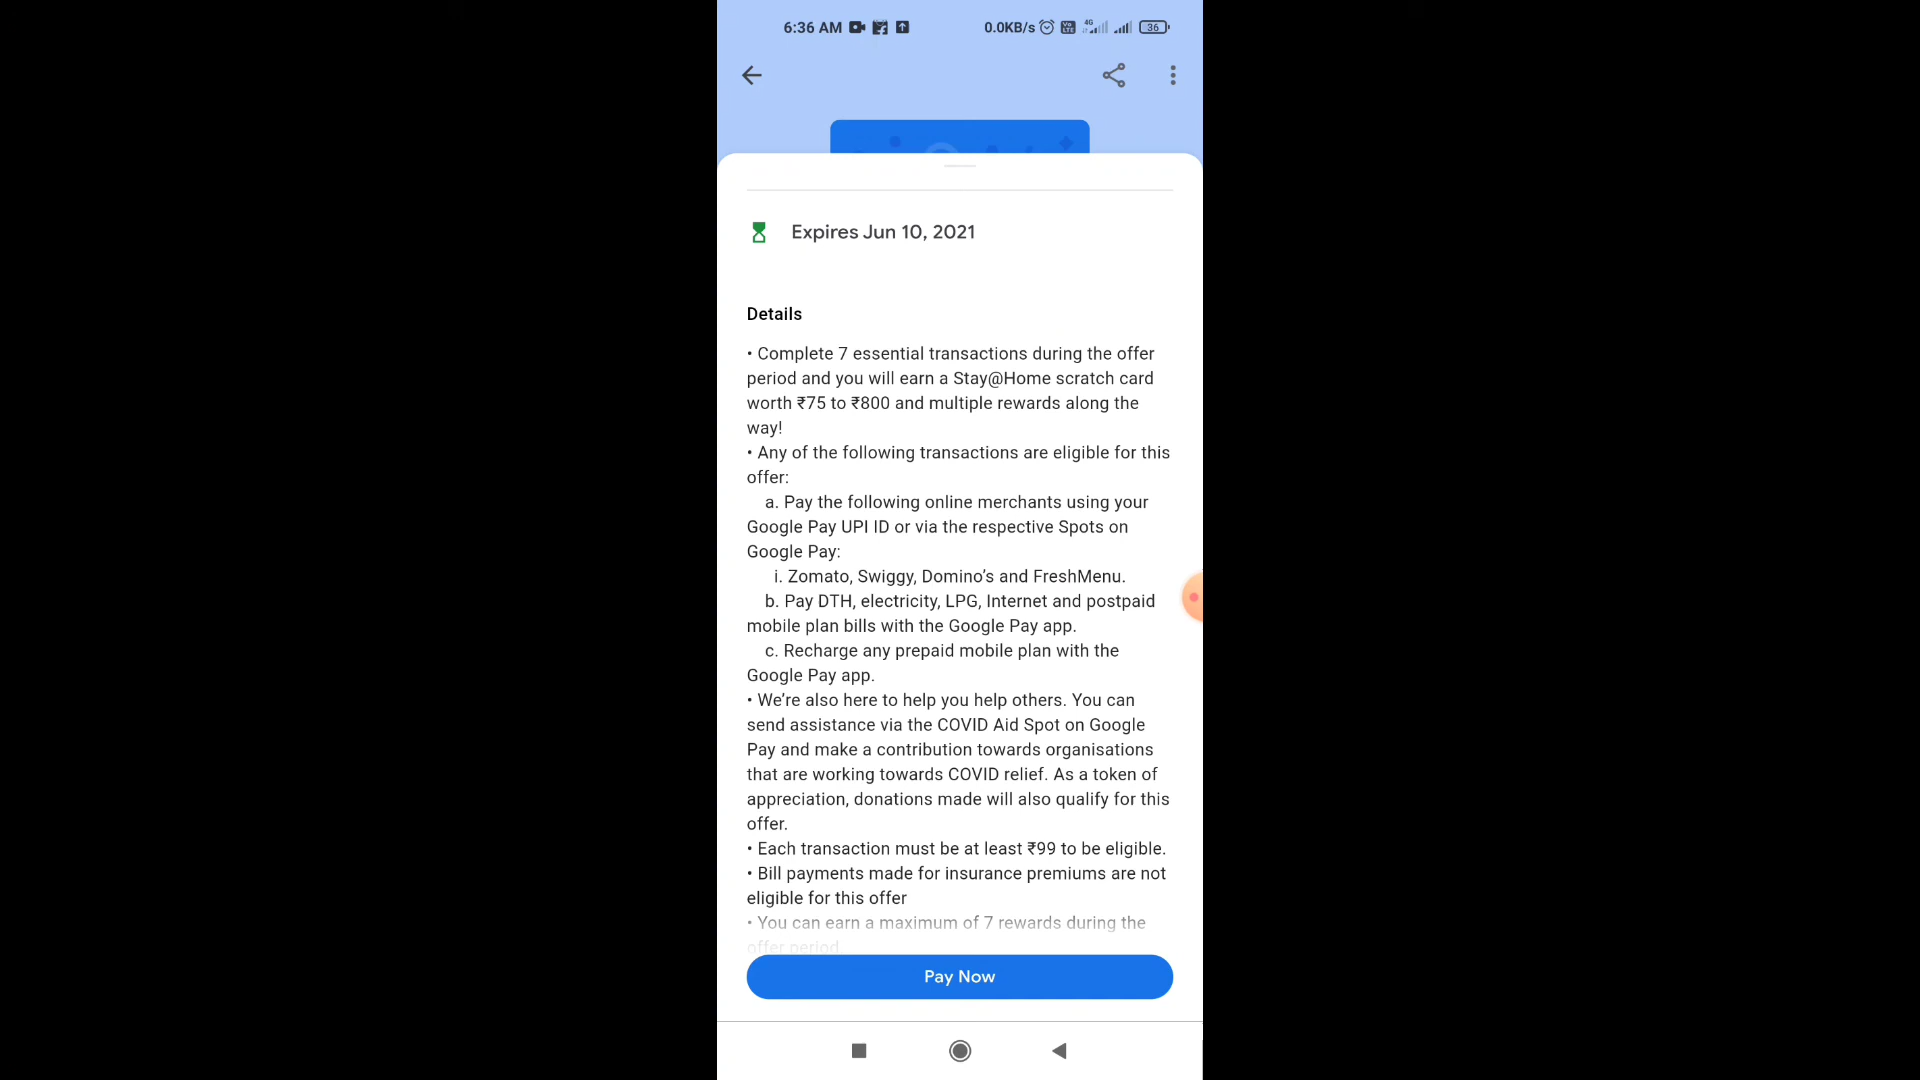 6:36 AM 0.0KB/s 4G 36
Expires Jun 10, 2021
Details
• Complete 7 essential transactions during the offer
period and you will earn a Stay@Home scratch card
worth ₹75 to ₹800 and multiple rewards along the
way!
• Any of the following transactions are eligible for this
offer:
a. Pay the following online merchants using your
Google Pay UPI ID or via the respective Spots on
Google Pay:
i. Zomato, Swiggy, Domino’s and FreshMenu.
b. Pay DTH, electricity, LPG, Internet and postpaid
mobile plan bills with the Google Pay app.
c. Recharge any prepaid mobile plan with the
Google Pay app.
• We’re also here to help you help others. You can
send assistance via the COVID Aid Spot on Google
Pay and make a contribution towards organisations
that are working towards COVID relief. As a token of
appreciation, donations made will also qualify for this
offer.
• Each transaction must be at least ₹99 to be eligible.
• Bill payments made for insurance premiums are not
eligible for this offer
• You can earn a maximum of 7 rewards during the
offer period.
Pay Now